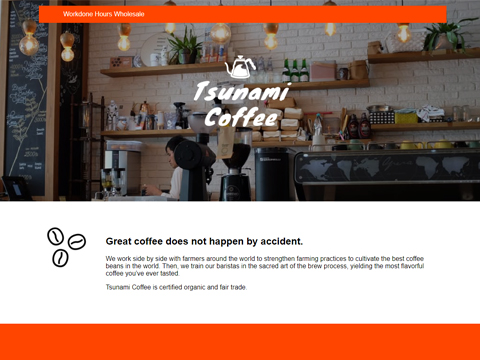 Workdone Hours Wholesale
Tsunami
Coffee
Great coffee does not happen by accident.
We work side by side with farmers around the world to strengthen farming practices to cultivate the best coffee
beans in the world. Then, we train our baristas in the sacred art of the brew process, yielding the most flavorful
coffee you've ever tasted.
Tsunami Coffee is certified organic and fair trade.